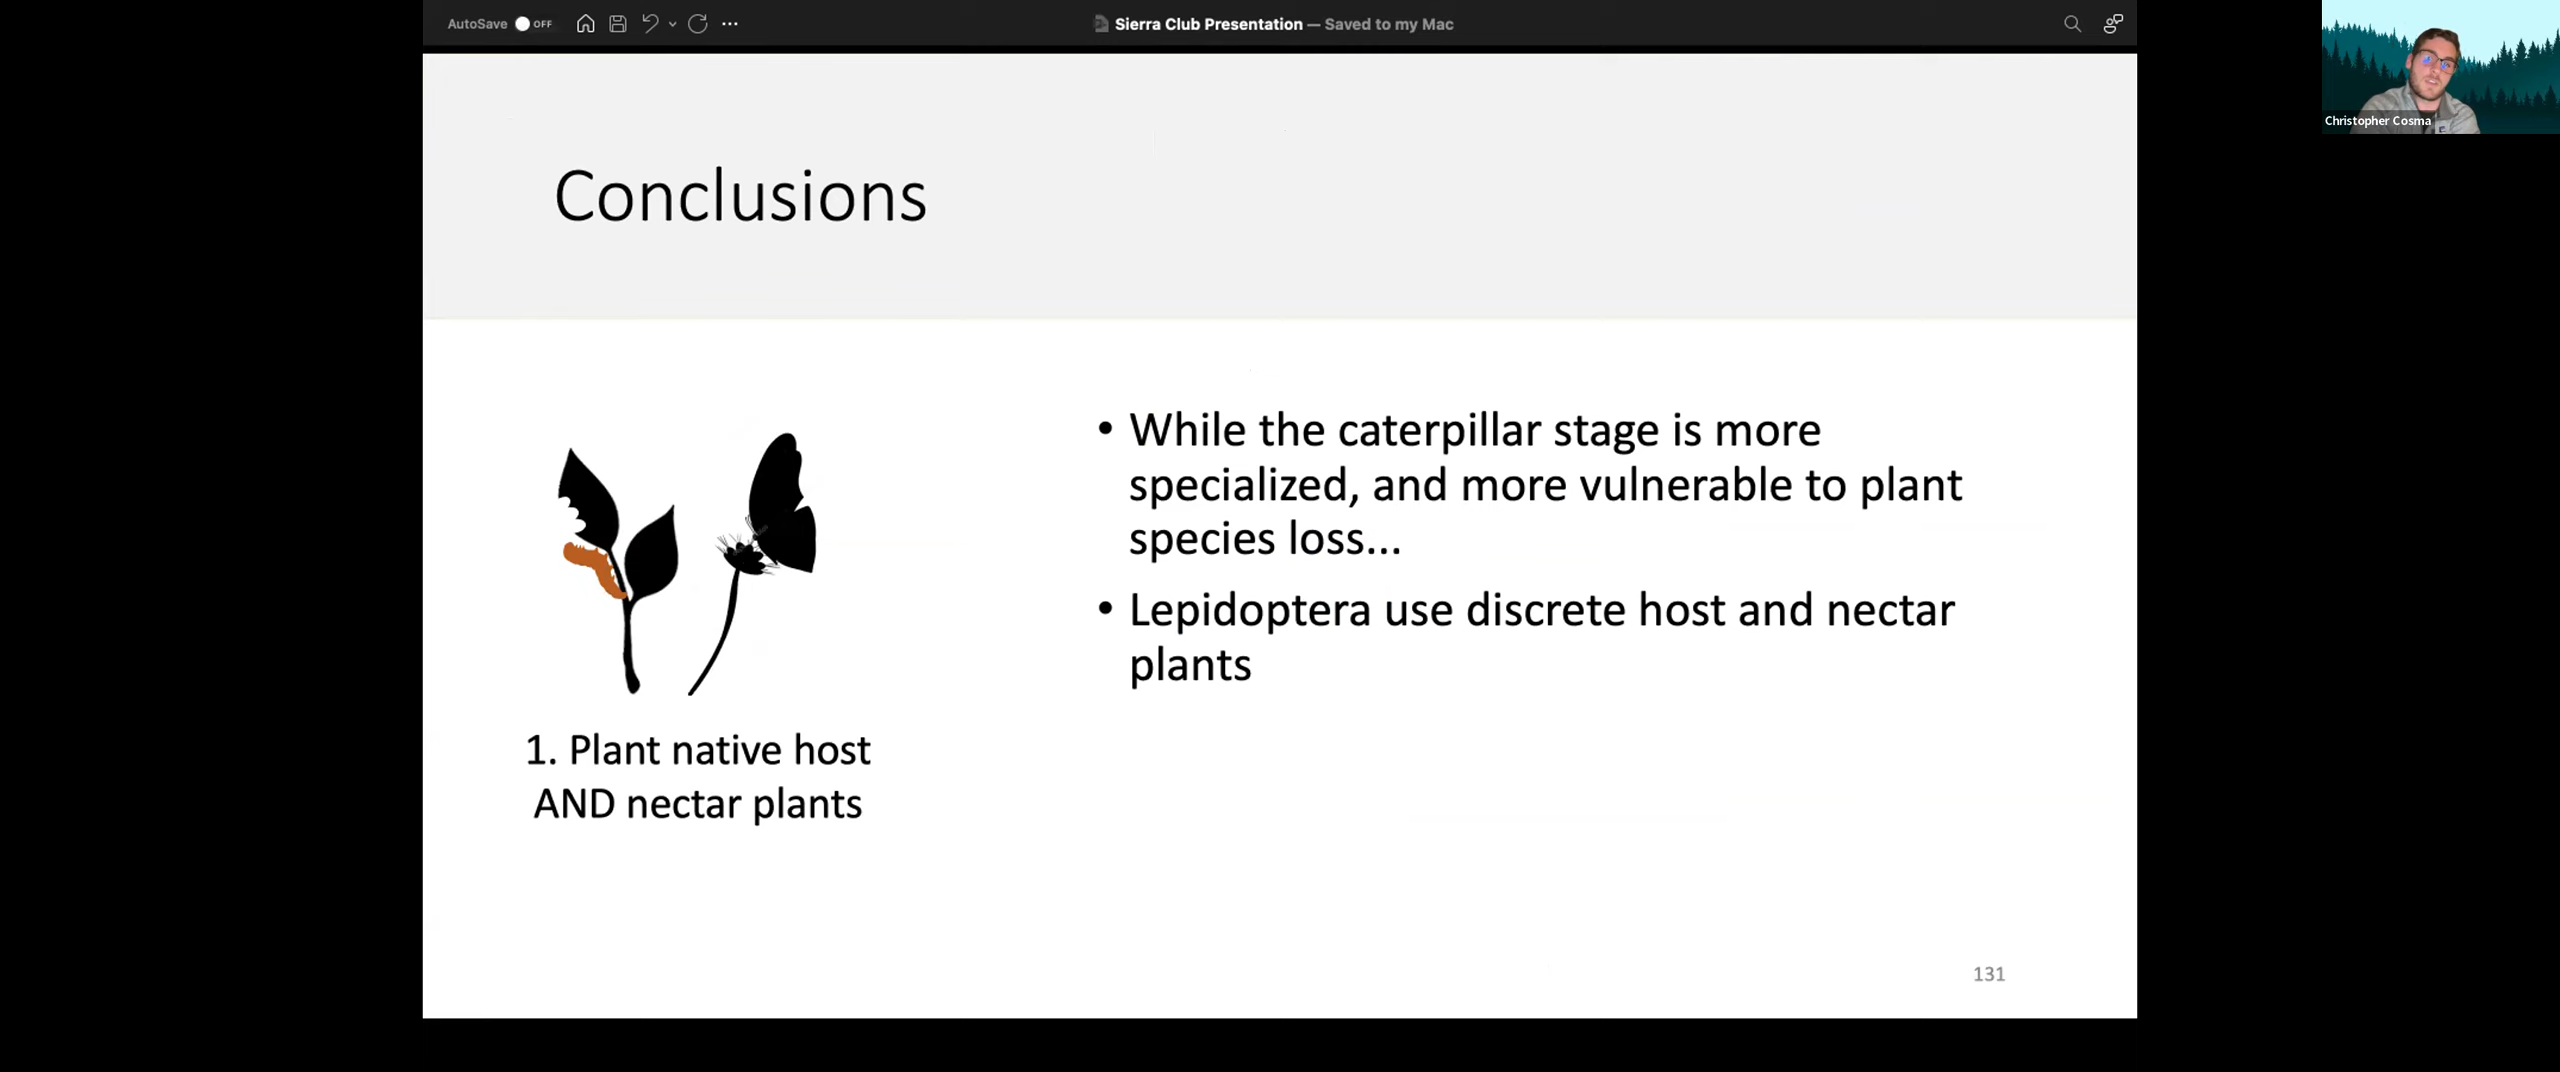 AutoSave OFF
Sierra Club Presentation — Saved to my Mac
Christopher Cosma
Conclusions
• While the caterpillar stage is more
specialized, and more vulnerable to plant
species loss...
• Lepidoptera use discrete host and nectar
plants
1. Plant native host
AND nectar plants
131